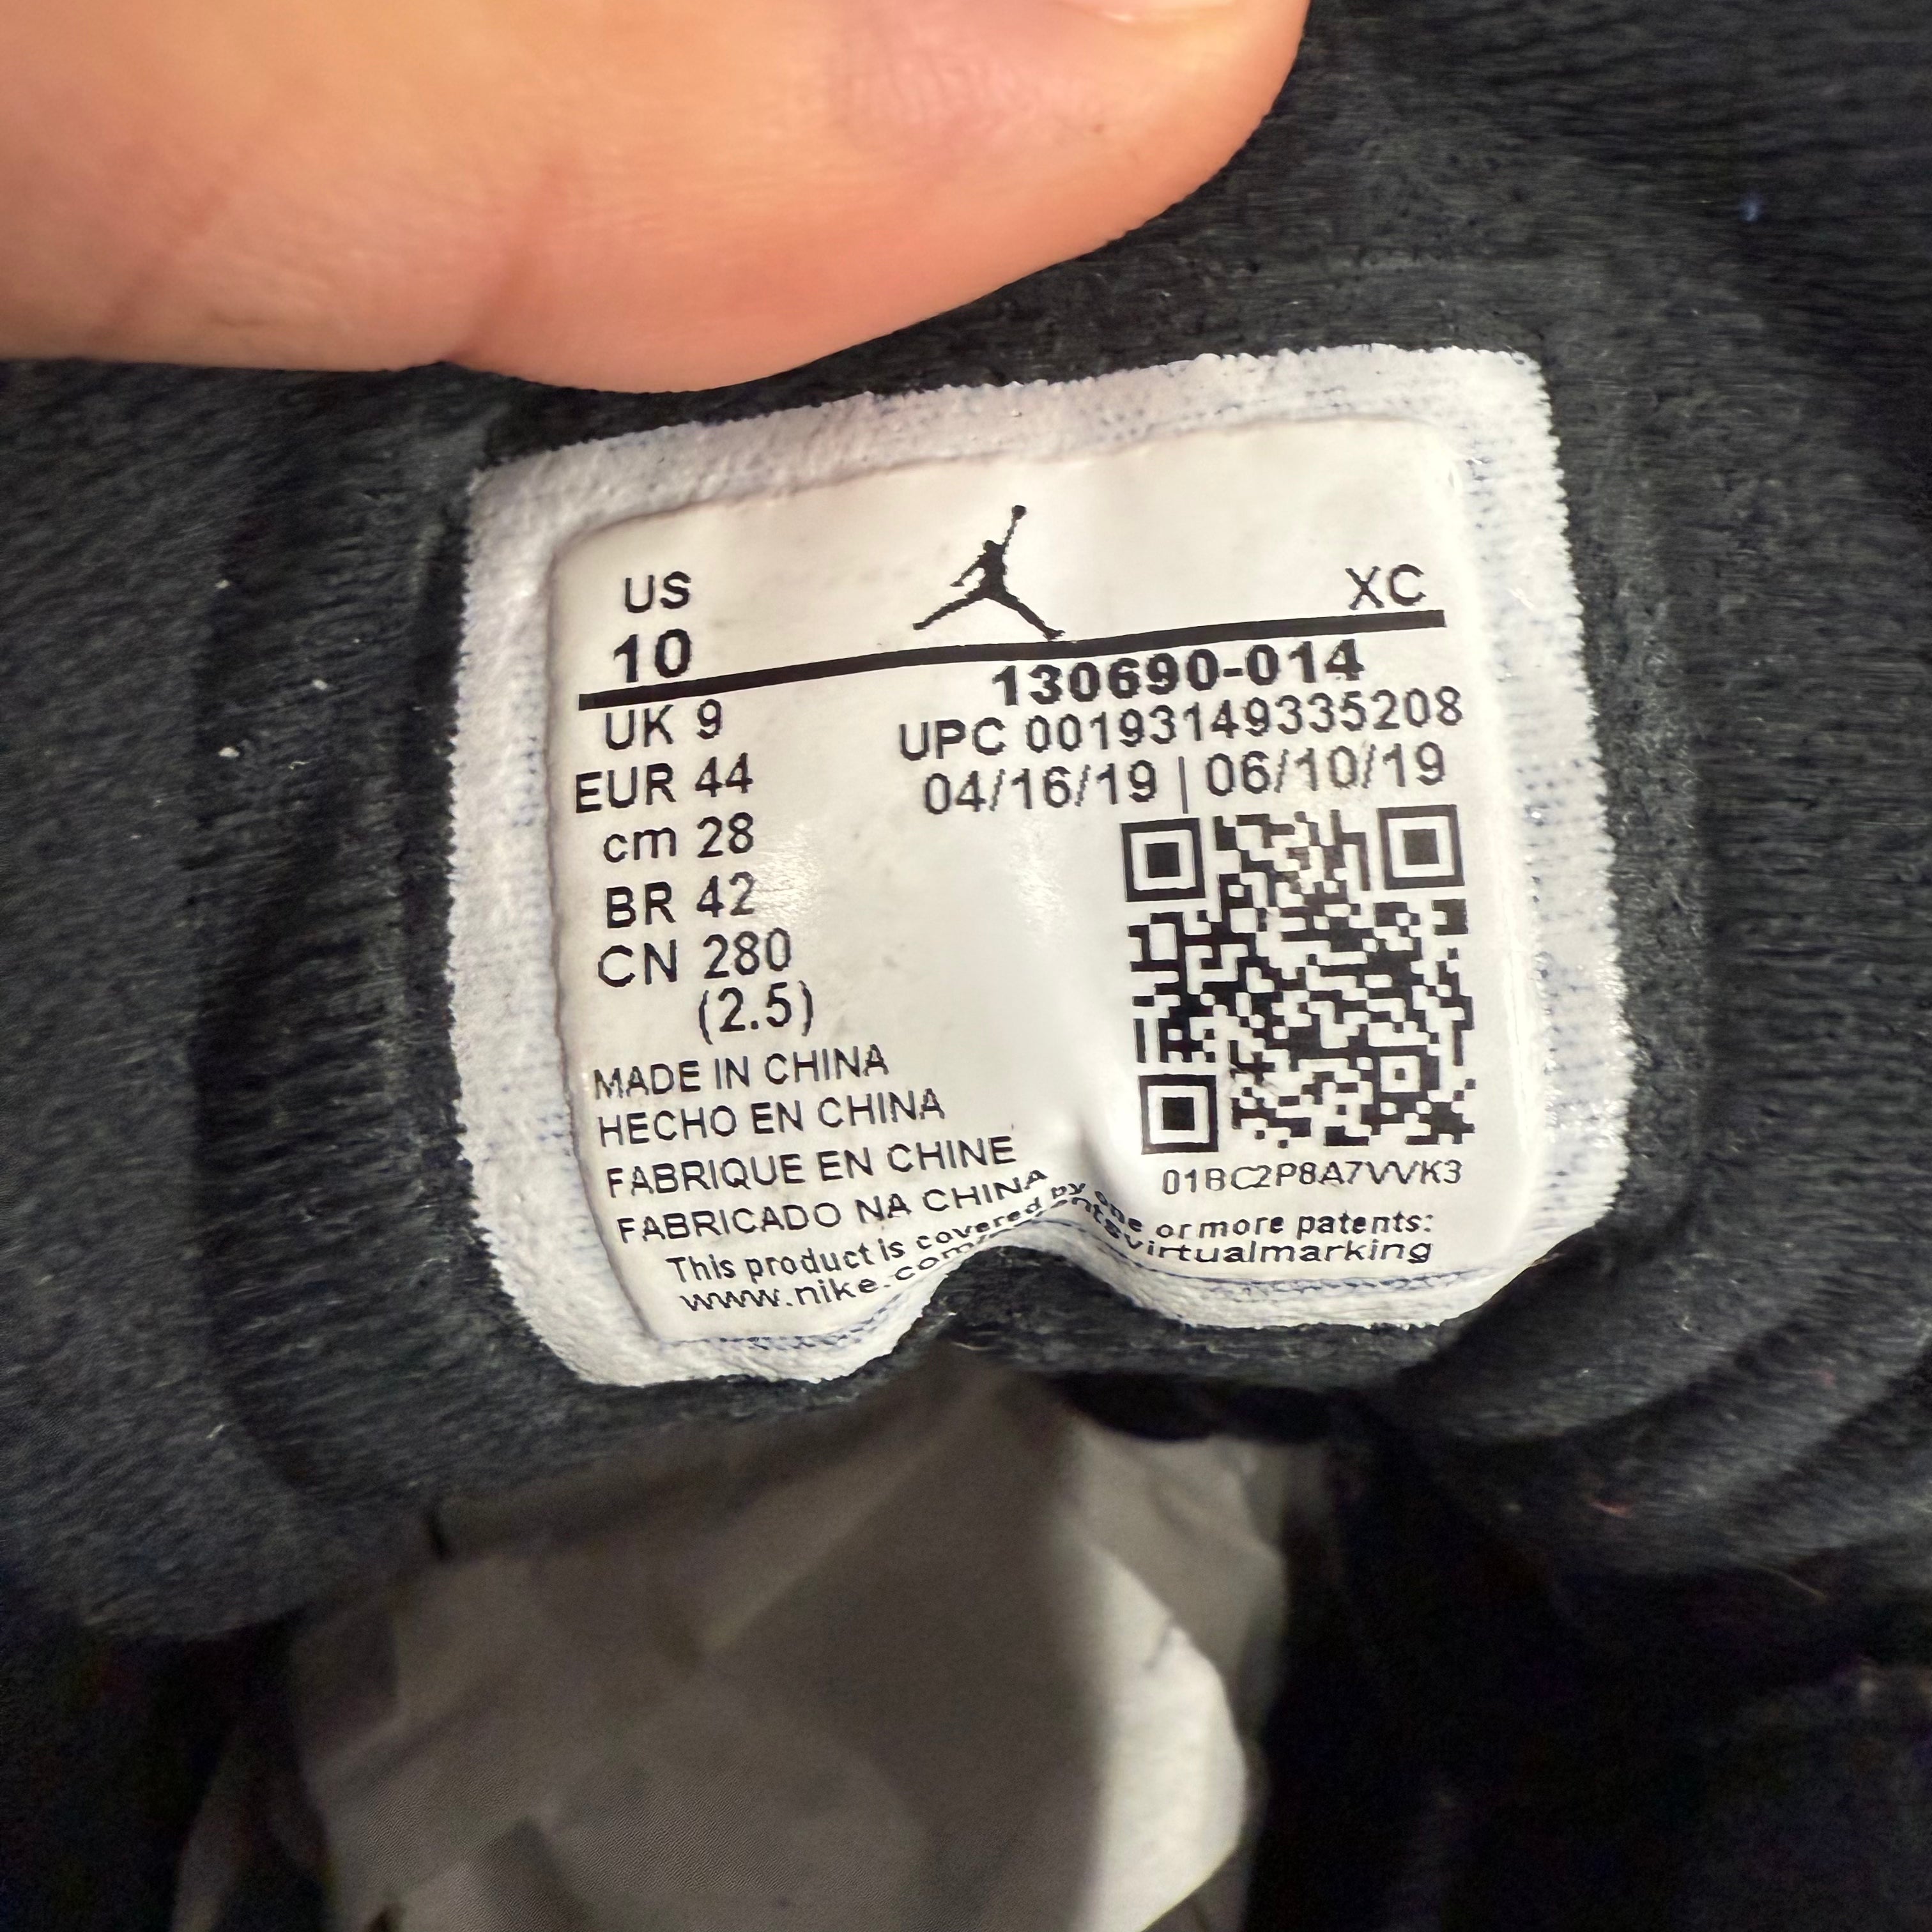 US
XC
10
130690-014
UK 9
UPC 00193149335208
EUR 44
04/16/19 | 06/10/19
cm 28
BR 42
CN 280
(2.5)
MADE IN CHINA
HECHO EN CHINA
FABRIQUE EN CHINE
FABRICADO NA CHINA
01BC2P8A7VVK3
This product is covered by one or more patents:
www.nike.com/ntsvirtualmarking